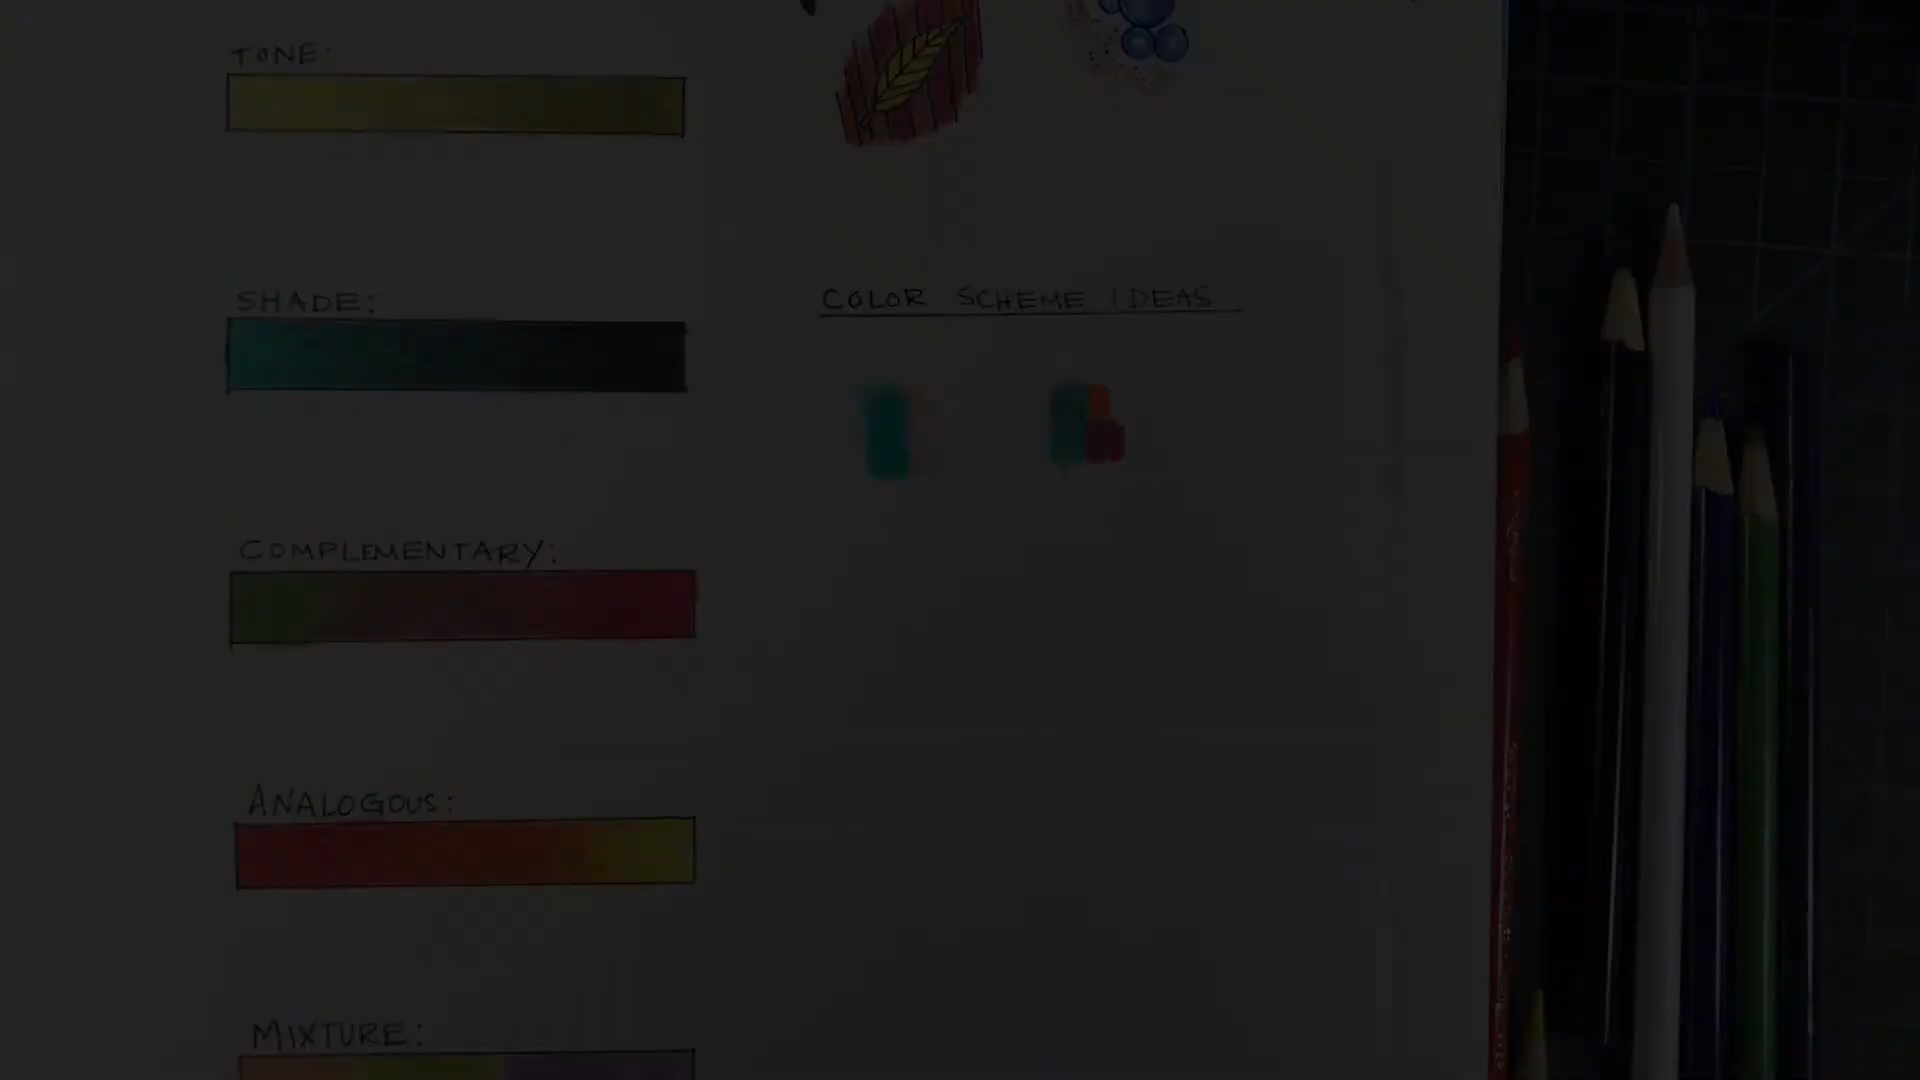 TONE:
SHADE:
COLOR SCHEME IDEAS
COMPLEMENTARY:
ANALOGOUS:
MIXTURE: